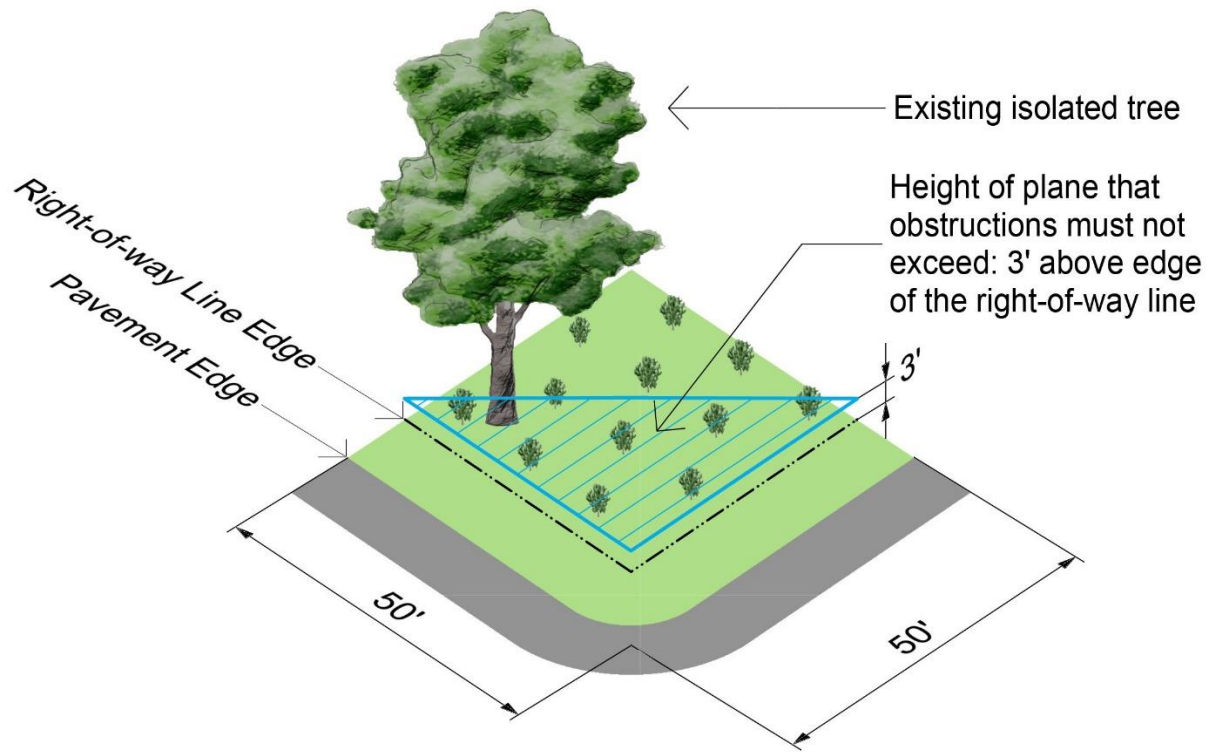 Existing isolated tree
Height of plane that
obstructions must not
exceed: 3' above edge
of the right-of-way line
Right-of-way Line Edge
Pavement Edge
3'
50'
50'